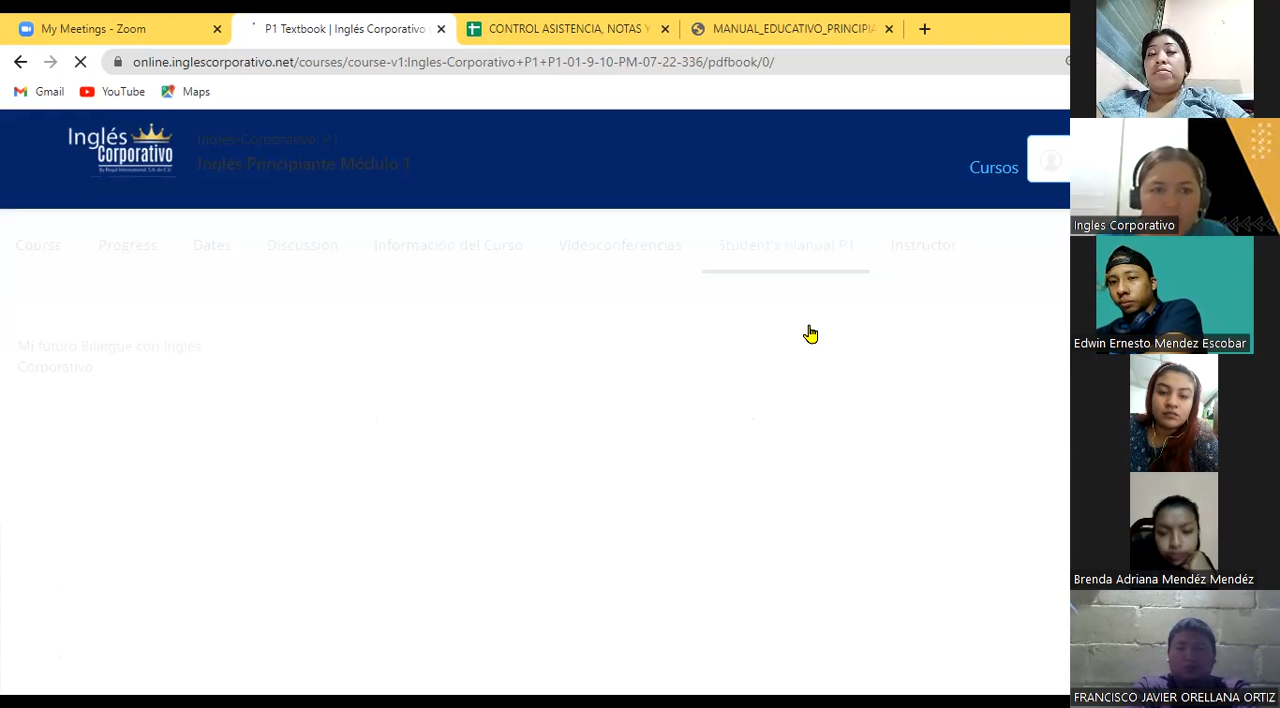 My Meetings - Zoom
P1 Textbook | Inglés Corporativo
CONTROL ASISTENCIA, NOTAS Y
MANUAL_EDUCATIVO_PRINCIPIA
online.inglescorporativo.net/courses/course-v1:Ingles-Corporativo+P1+P1-01-9-10-PM-07-22-336/pdfbook/0/
Gmail
YouTube
Maps
Inglés
Corporativo
Ingles-Corporativo: P1
Inglés Principiante Módulo 1
Cursos
Course
Progress
Dates
Discussion
Información del Curso
Videoconferencias
Student's Manual P1
Instructor
Mi futuro Bilingue con Inglés
Corporativo
Ingles Corporativo
Edwin Ernesto Mendez Escobar
Brenda Adriana Mendéz Mendéz
FRANCISCO JAVIER ORELLANA ORTIZ